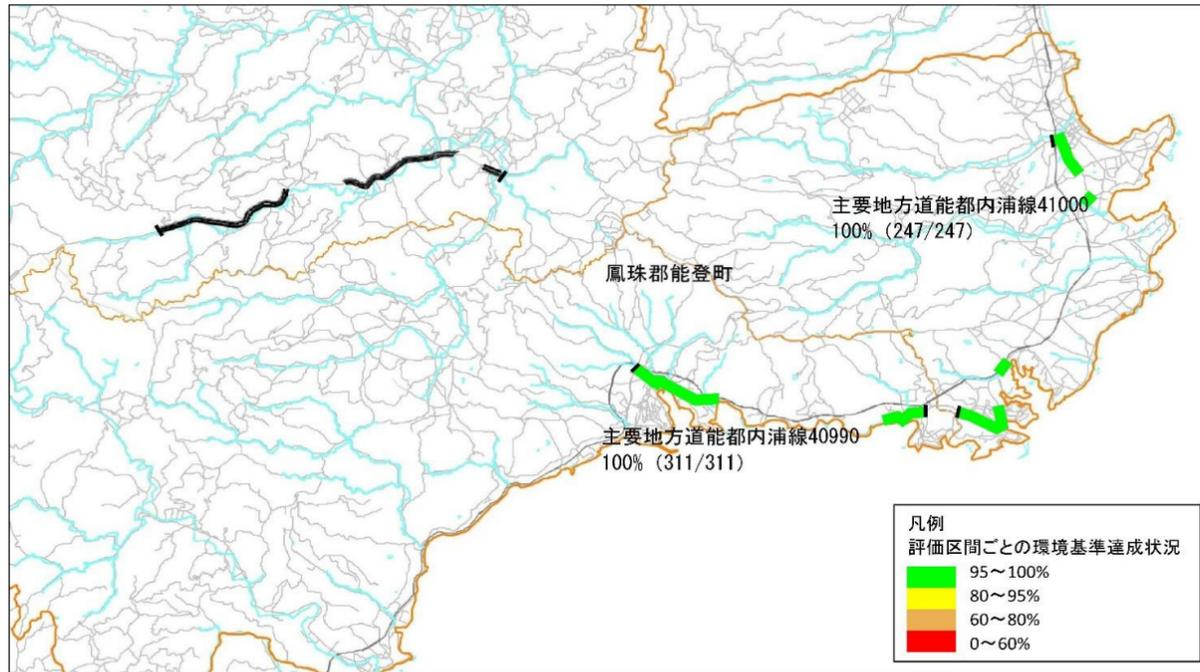 主要地方道能都内浦線41000
100% (247/247)
鳳珠郡能登町
主要地方道能都内浦線40990
100% (311/311)
凡例
評価区間ごとの環境基準達成状況
95～100%
80～95%
60～80%
0～60%